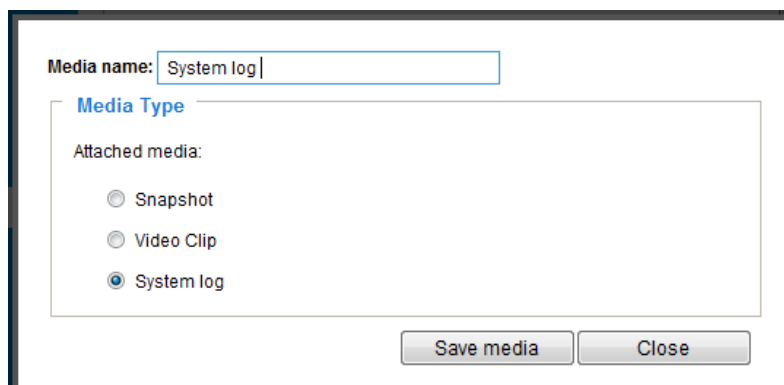 Media name: System log
Media Type
Attached media:
Snapshot
Video Clip
System log
Save media Close